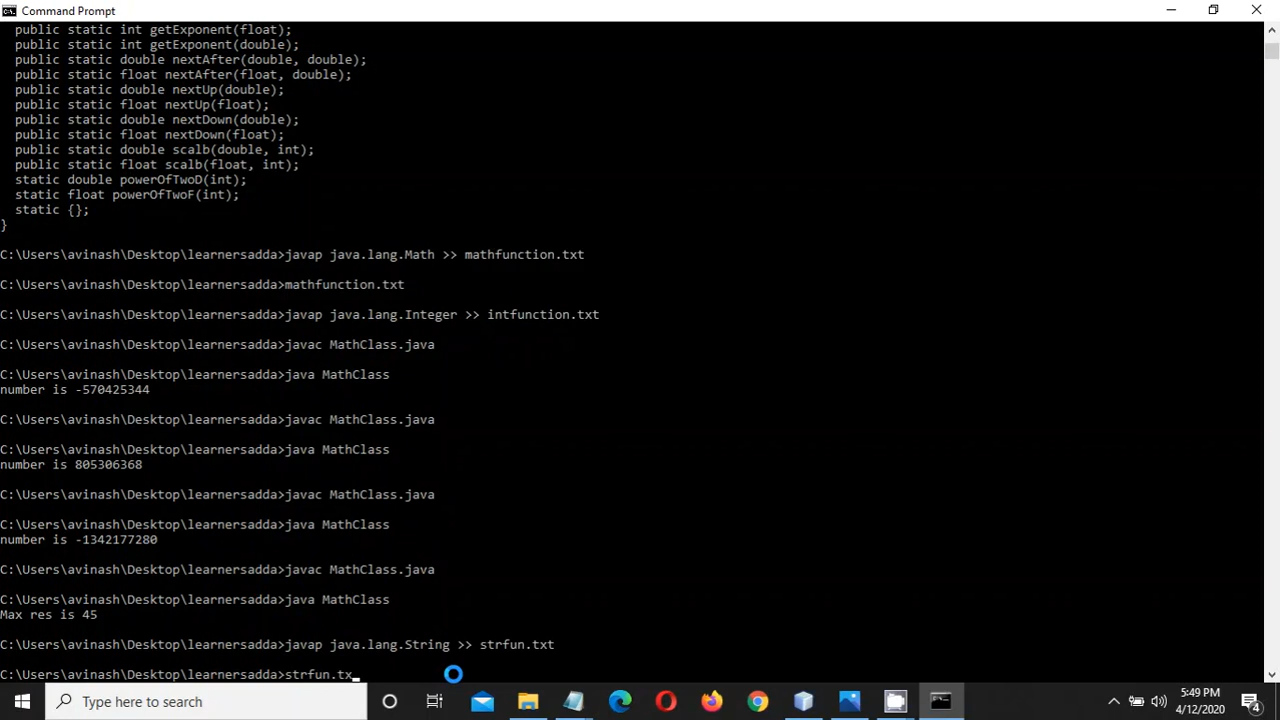 Command Prompt
public static int getExponent(float);
public static int getExponent(double);
public static double nextAfter(double, double);
public static float nextAfter(float, double);
public static double nextUp(double);
public static float nextUp(float);
public static double nextDown(double);
public static float nextDown(float);
public static double scalb(double, int);
public static float scalb(float, int);
static double powerOfTwoD(int);
static float powerOfTwoF(int);
static {};
}
C:\Users\avinash\Desktop\learnersadda>javap java.lang.Math >> mathfunction.txt
C:\Users\avinash\Desktop\learnersadda>mathfunction.txt
C:\Users\avinash\Desktop\learnersadda>javap java.lang.Integer >> intfunction.txt
C:\Users\avinash\Desktop\learnersadda>javac MathClass.java
C:\Users\avinash\Desktop\learnersadda>java MathClass
number is -570425344
C:\Users\avinash\Desktop\learnersadda>javac MathClass.java
C:\Users\avinash\Desktop\learnersadda>java MathClass
number is 805306368
C:\Users\avinash\Desktop\learnersadda>javac MathClass.java
C:\Users\avinash\Desktop\learnersadda>java MathClass
number is -1342177280
C:\Users\avinash\Desktop\learnersadda>javac MathClass.java
C:\Users\avinash\Desktop\learnersadda>java MathClass
Max res is 45
C:\Users\avinash\Desktop\learnersadda>javap java.lang.String >> strfun.txt
C:\Users\avinash\Desktop\learnersadda>strfun.tx_
Type here to search
5:49 PM
4/12/2020
4